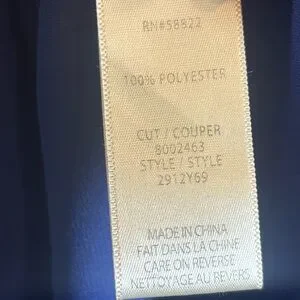 RN#58822
100% POLYESTER
CUT / COUPER
8002463
STYLE / STYLE
2912Y69
MADE IN CHINA
FAIT DANS LA CHINE
CARE ON REVERSE
NETTOYAGE AU REVERS